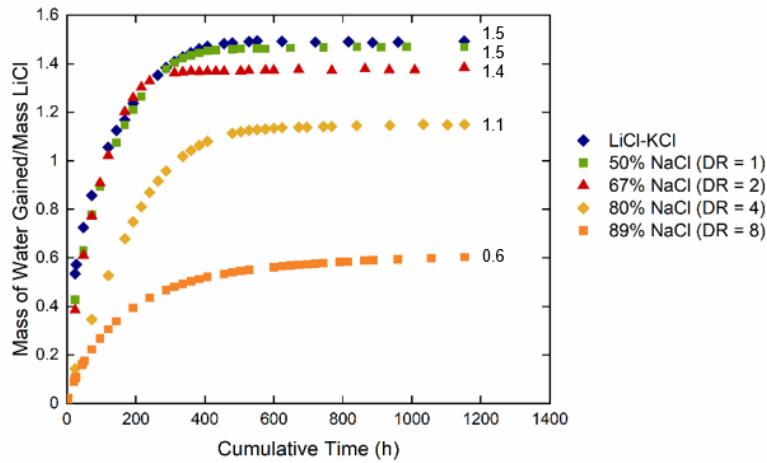 1.6
1.4
1.2
1
0.8
0.6
0.4
0.2
0
Mass of Water Gained/Mass LiCl
0 200 400 600 800 1000 1200 1400
Cumulative Time (h)
1.5
1.5
1.4
1.1
0.6
LiCl-KCl
50% NaCl (DR = 1)
67% NaCl (DR = 2)
80% NaCl (DR = 4)
89% NaCl (DR = 8)